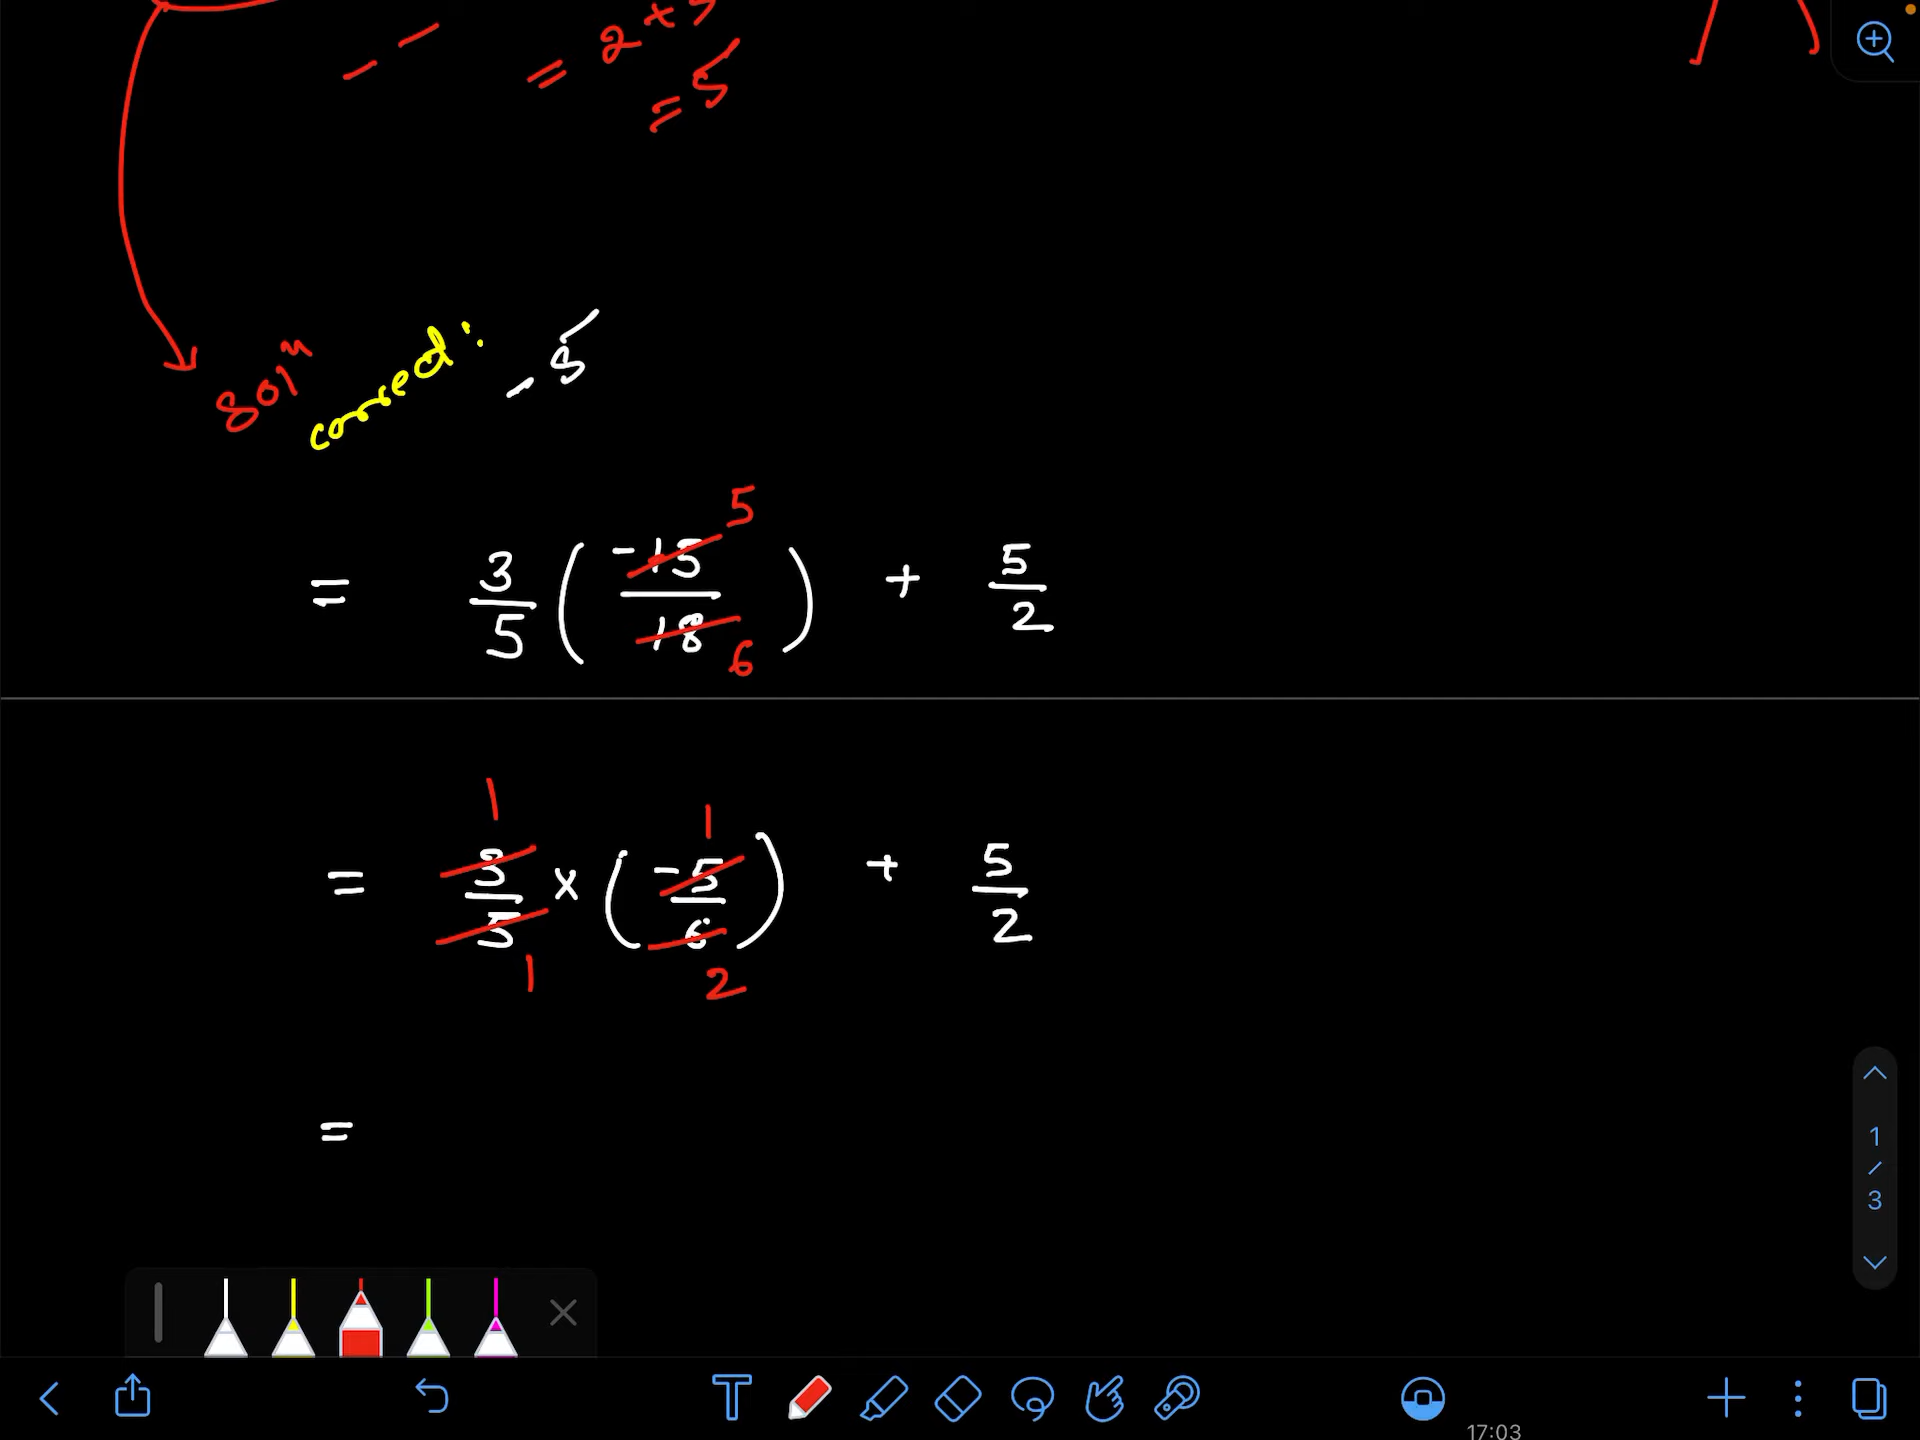 = 2 + 3
= 5
Solⁿ
correct: - 5
= 3/5 ( -15/18 ) + 5/2
5
6
= 3/5 × ( -5/6 ) + 5/2
1 1
1 2
=
1 / 3
17:03